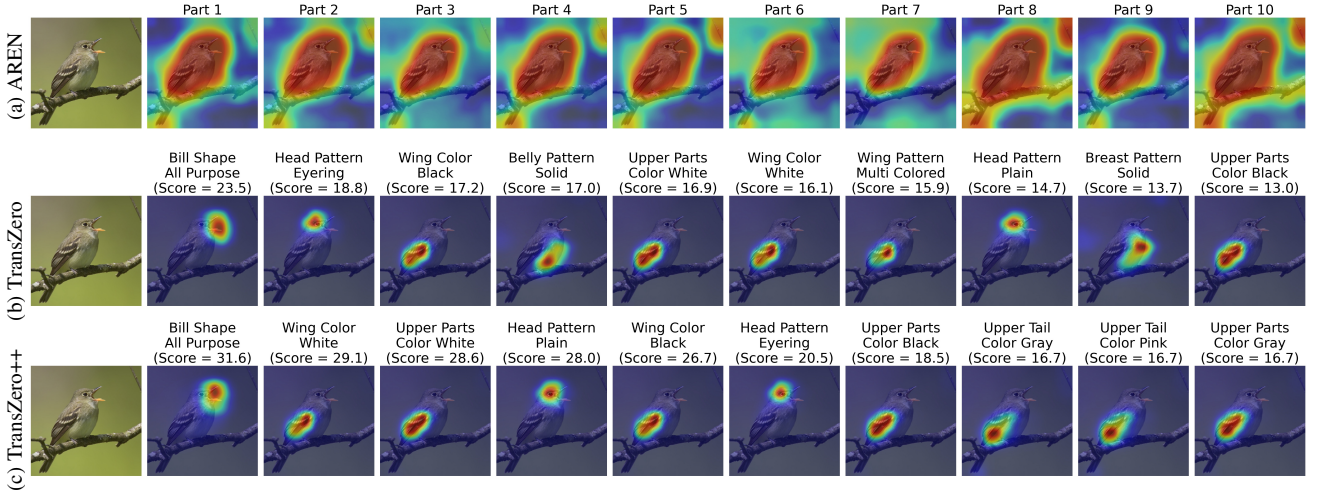 (a) AREN
Part 1 Part 2 Part 3 Part 4 Part 5 Part 6 Part 7 Part 8 Part 9 Part 10
(b) TransZero
Bill Shape Head Pattern Wing Color Belly Pattern Upper Parts Wing Color Wing Pattern Head Pattern Breast Pattern Upper Parts
All Purpose Eyering Black Solid Color White White Multi Colored Plain Solid Color Black
(Score = 23.5) (Score = 18.8) (Score = 17.2) (Score = 17.0) (Score = 16.9) (Score = 16.1) (Score = 15.9) (Score = 14.7) (Score = 13.7) (Score = 13.0)
(c) TransZero++
Bill Shape Wing Color Upper Parts Head Pattern Wing Color Head Pattern Upper Parts Upper Tail Upper Tail Upper Parts
All Purpose White Color White Plain Black Eyering Color Black Color Gray Color Pink Color Gray
(Score = 31.6) (Score = 29.1) (Score = 28.6) (Score = 28.0) (Score = 26.7) (Score = 20.5) (Score = 18.5) (Score = 16.7) (Score = 16.7) (Score = 16.7)